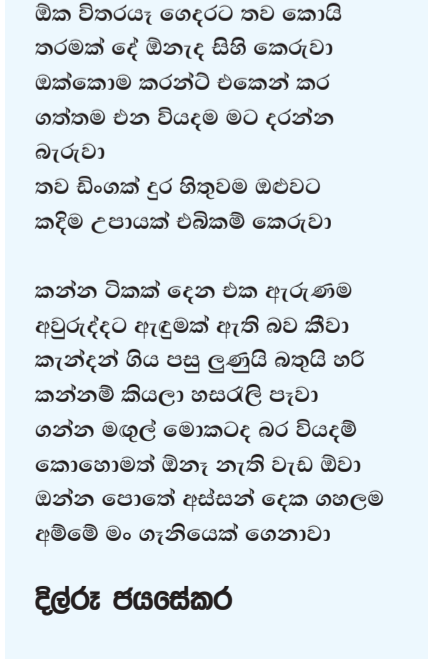 ඕක විතරයෑ ගෙදරට තව කොයි
තරමක් දේ ඕනැද සිහි කෙරුවා
ඔක්කොම කරන්ට් එකෙන් කර
ගත්තම එන වියදම මට දරන්න
බැරුවා
තව ඩිංගක් දුර හිතුවම ඔළුවට
කදිම උපායක් එබිකම් කෙරුවා
කන්න ටිකක් දෙන එක ඇරුණම
අවුරුද්දට ඇඳුමක් ඇති බව කීවා
කැන්දන් ගිය පසු ලුණුයි බතුයි හරි
කන්නම් කියලා හසරැලි පෑවා
ගන්න මඟුල් මොකටද බර වියදම්
කොහොමත් ඕනෑ නැති වැඩ ඕවා
ඔන්න පොතේ අස්සන් දෙක ගහලම
අම්මේ මං ගෑනියෙක් ගෙනාවා
දිල්රූ ජයසේකර